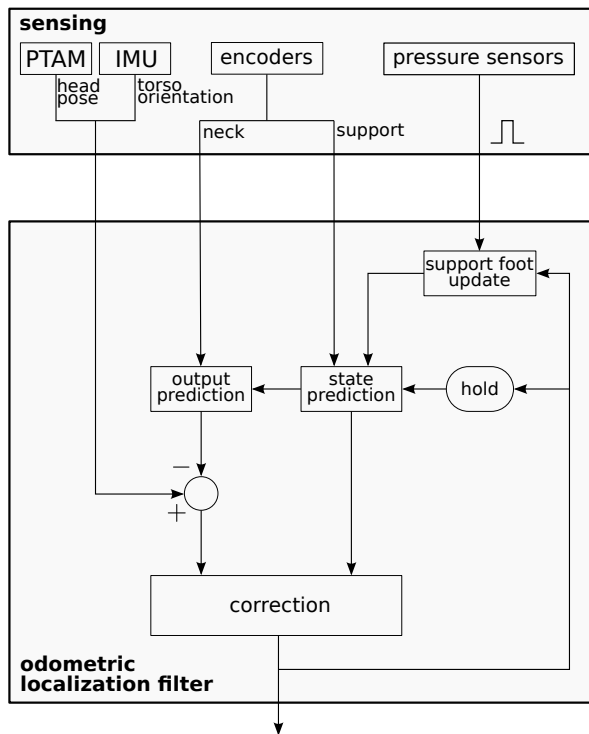 sensing
PTAM
IMU
encoders
pressure sensors
head
pose
torso
orientation
neck
support
support foot
update
output
prediction
state
prediction
hold
−
+
correction
odometric
localization filter